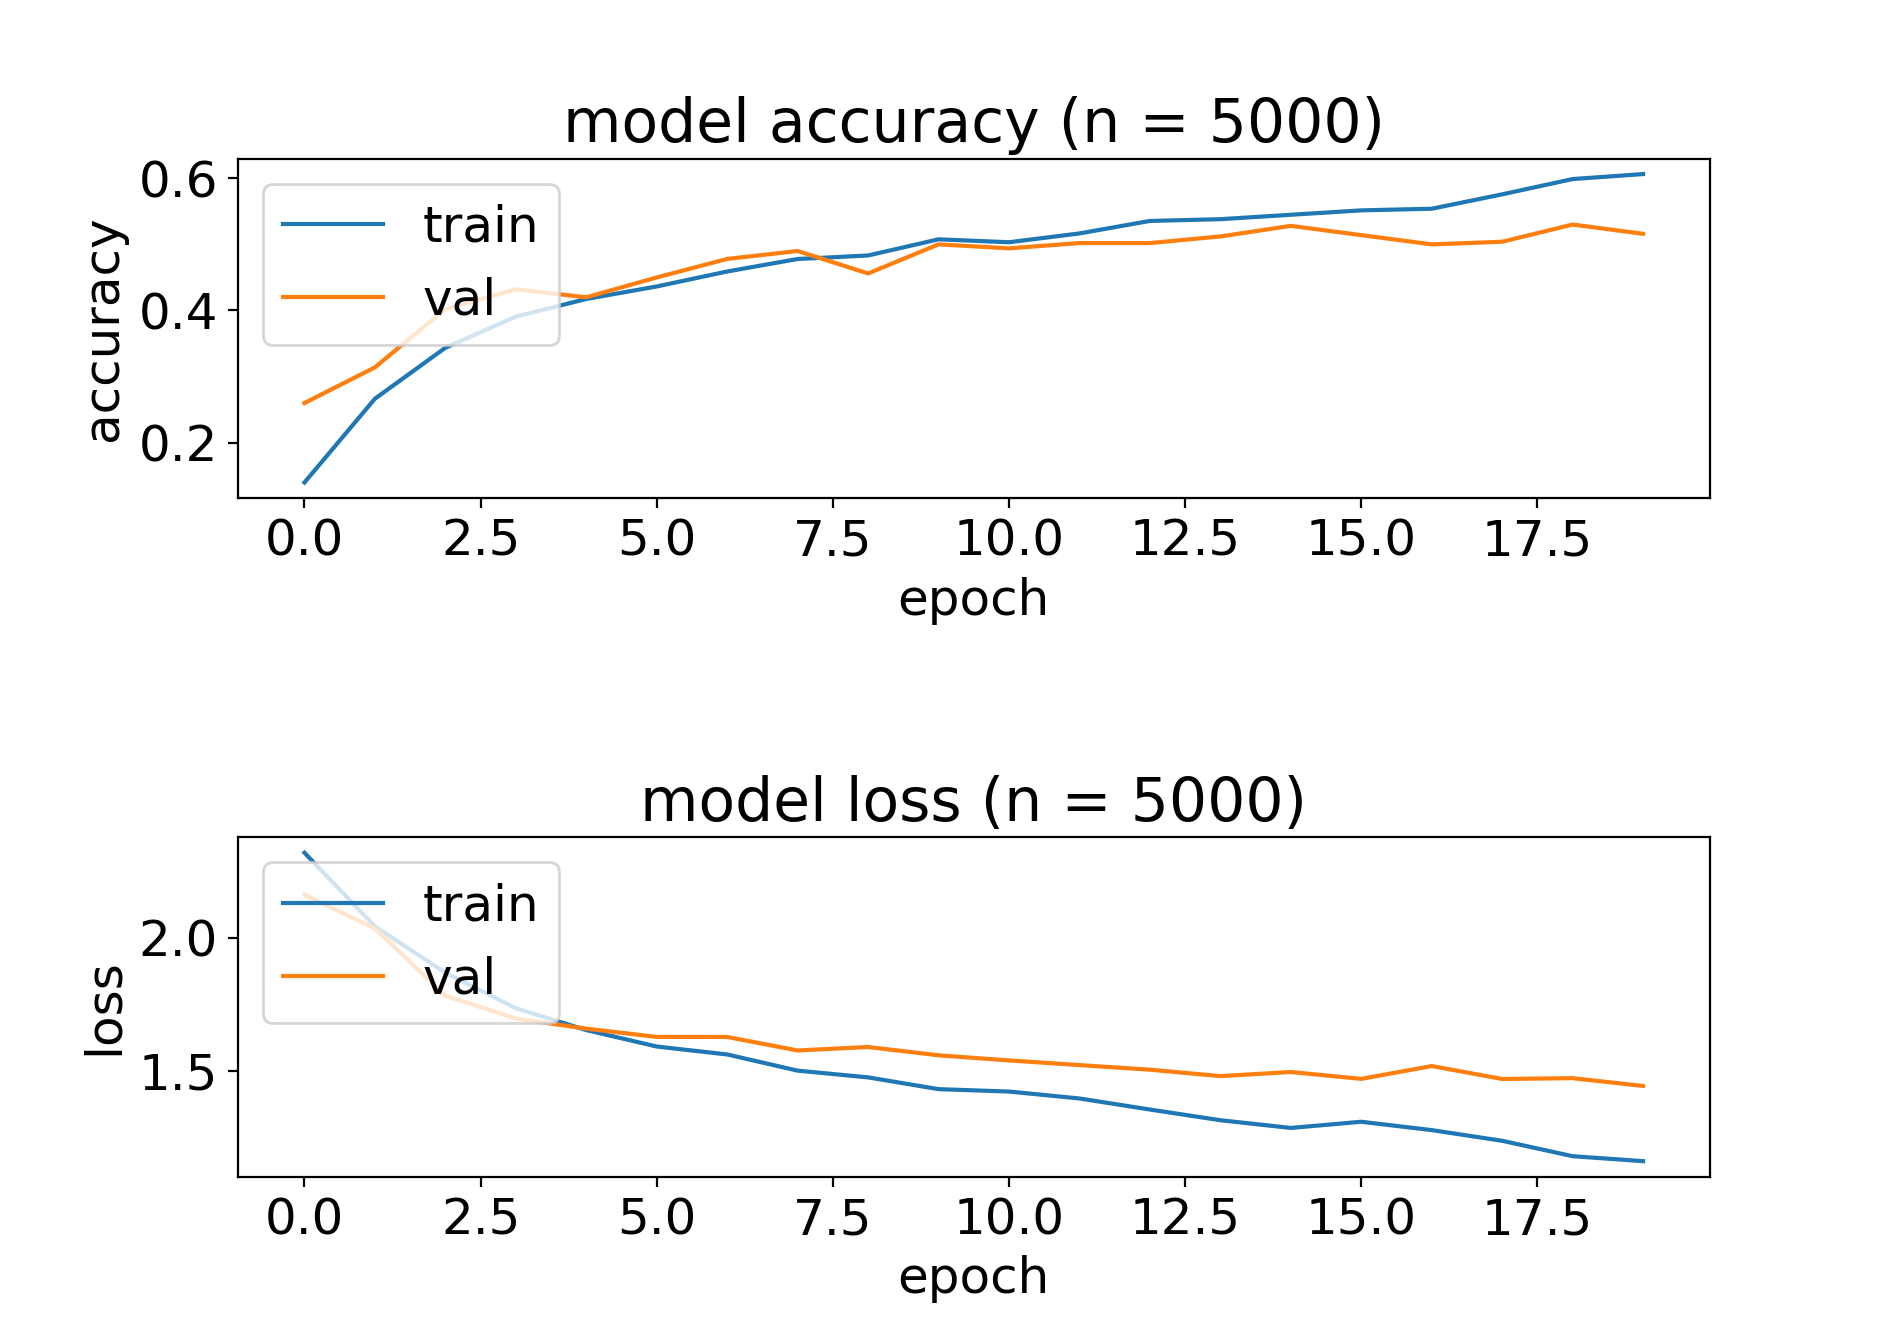 model accuracy (n = 5000)
0.6
0.4
0.2
accuracy
train
val
0.0 2.5 5.0 7.5 10.0 12.5 15.0 17.5
epoch
model loss (n = 5000)
2.0
1.5
loss
train
val
0.0 2.5 5.0 7.5 10.0 12.5 15.0 17.5
epoch